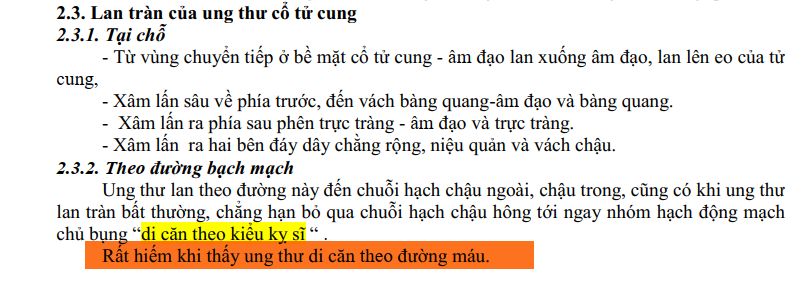 2.3. Lan tràn của ung thư cổ tử cung
2.3.1. Tại chỗ
- Từ vùng chuyển tiếp ở bề mặt cổ tử cung - âm đạo lan xuống âm đạo, lan lên eo của tử
cung,
- Xâm lấn sâu về phía trước, đến vách bàng quang-âm đạo và bàng quang.
- Xâm lấn ra phía sau phên trực tràng - âm đạo và trực tràng.
- Xâm lấn ra hai bên đáy dây chằng rộng, niệu quản và vách chậu.
2.3.2. Theo đường bạch mạch
Ung thư lan theo đường này đến chuỗi hạch chậu ngoài, chậu trong, cũng có khi ung thư
lan tràn bất thường, chẳng hạn bỏ qua chuỗi hạch chậu hông tới ngay nhóm hạch động mạch
chủ bụng “di căn theo kiểu kỵ sĩ “ .
Rất hiếm khi thấy ung thư di căn theo đường máu.